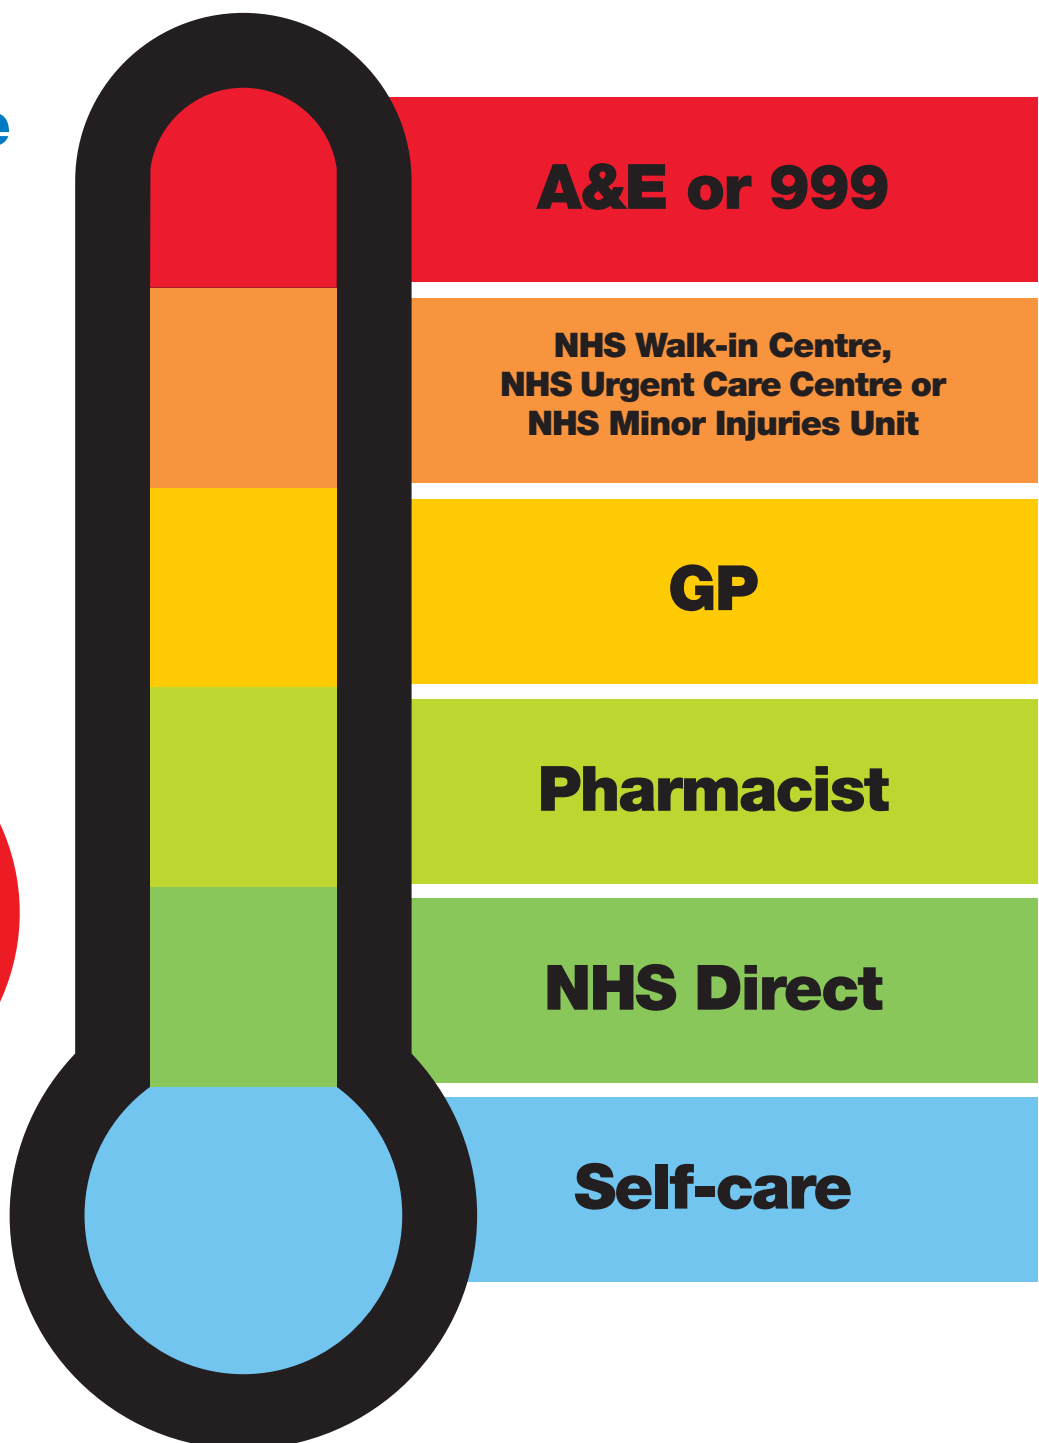 e
A&E or 999
NHS Walk-in Centre,
NHS Urgent Care Centre or
NHS Minor Injuries Unit
GP
Pharmacist
NHS Direct
Self-care